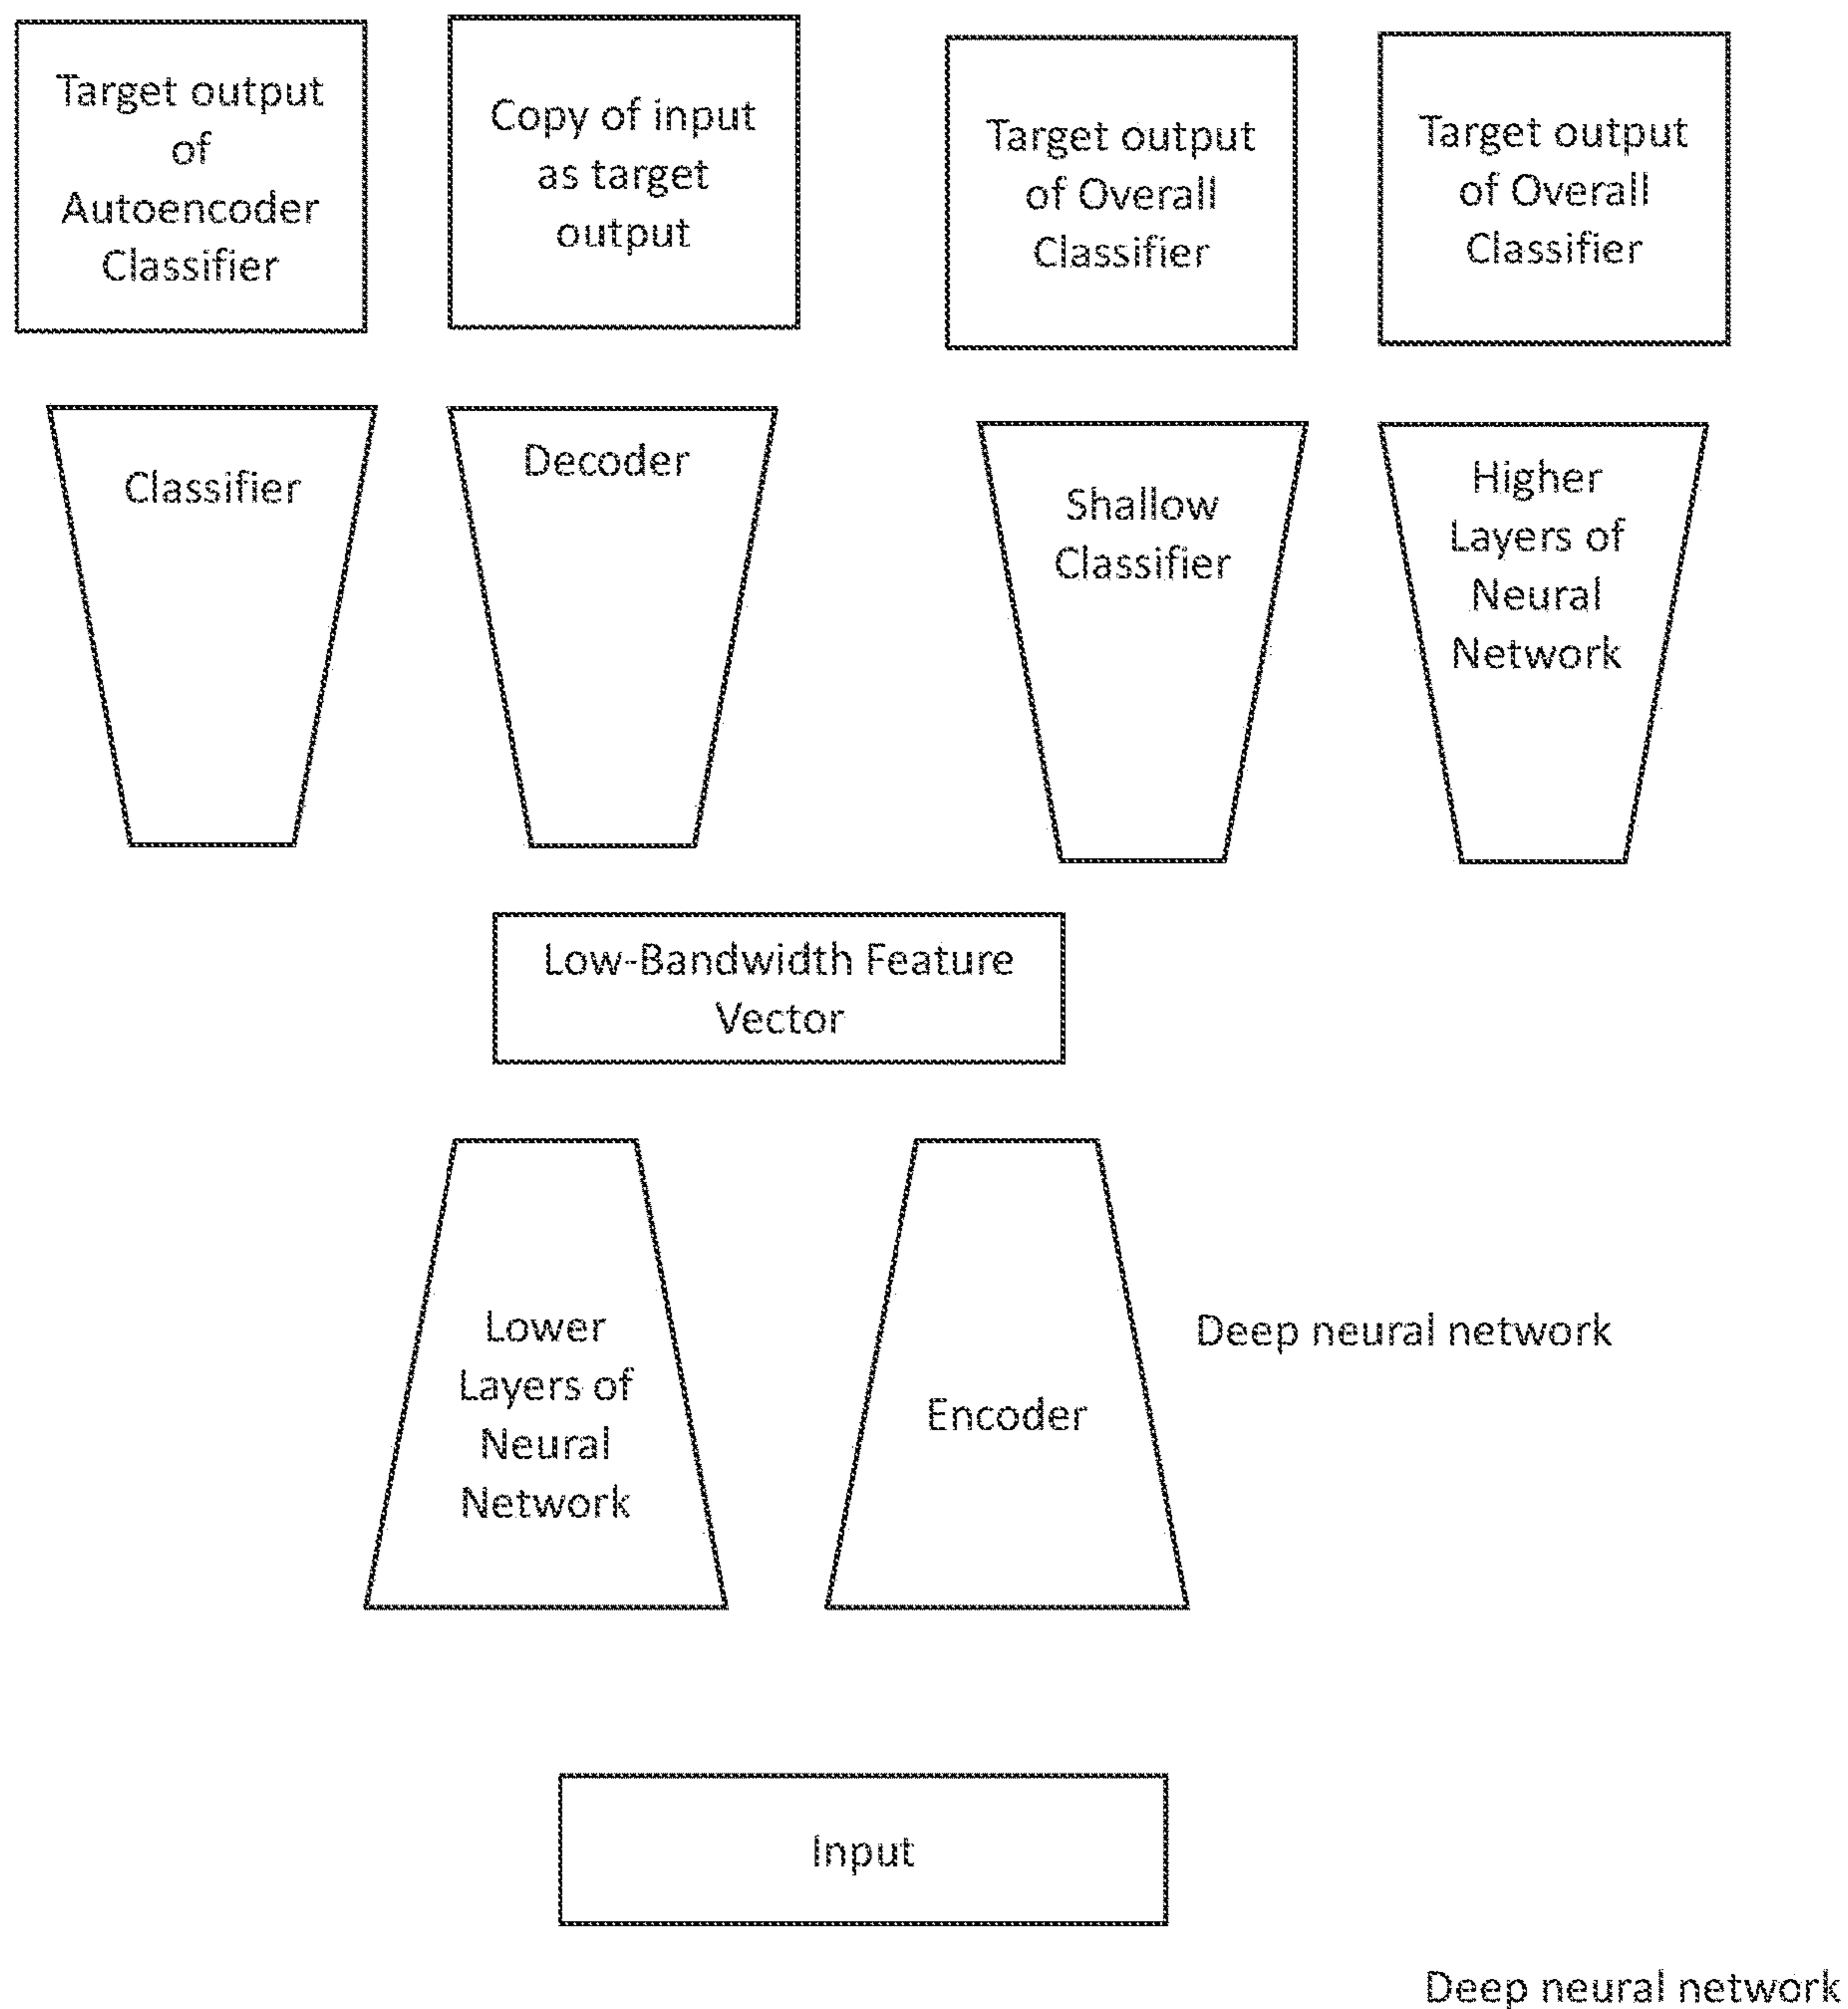 Target output
of
Autoencoder
Classifier
Copy of input
as target
output
Target output
of Overall
Classifier
Target output
of Overall
Classifier
Classifier
Decoder
Shallow
Classifier
Higher
Layers of
Neural
Network
Low-Bandwidth Feature
Vector
Lower
Layers of
Neural
Network
Encoder
Deep neural network
Input
Deep neural network